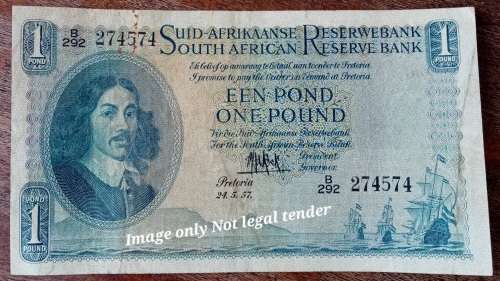 1
POND
B/292 274574
SUID-AFRIKAANSE RESERWEBANK
SOUTH AFRICAN RESERVE BANK
1
POUND
Ek beloof op aanvraag te betaal aan toonder te Pretoria
I promise to pay the Bearer on Demand at Pretoria
EEN POND
ONE POUND
Vir die Suid-Afrikaanse Reserwebank
For the South African Reserve Bank
President
Governor.
Pretoria
24. 5. 57.
B/292 274574
POND
1
POUND
Image only Not legal tender